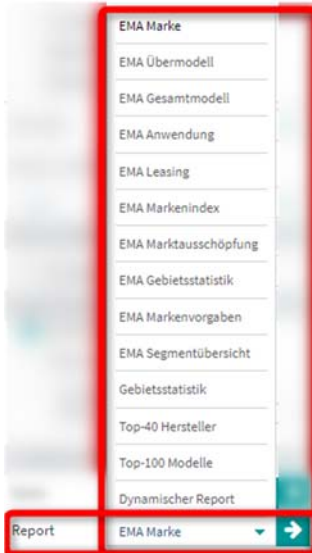 EMA Marke
EMA Übermodell
EMA Gesamtmodell
EMA Anwendung
EMA Leasing
EMA Markenindex
EMA Marktausschöpfung
EMA Gebietsstatistik
EMA Markenvorgaben
EMA Segmentübersicht
Gebietsstatistik
Top-40 Hersteller
Top-100 Modelle
Dynamischer Report
Report EMA Marke